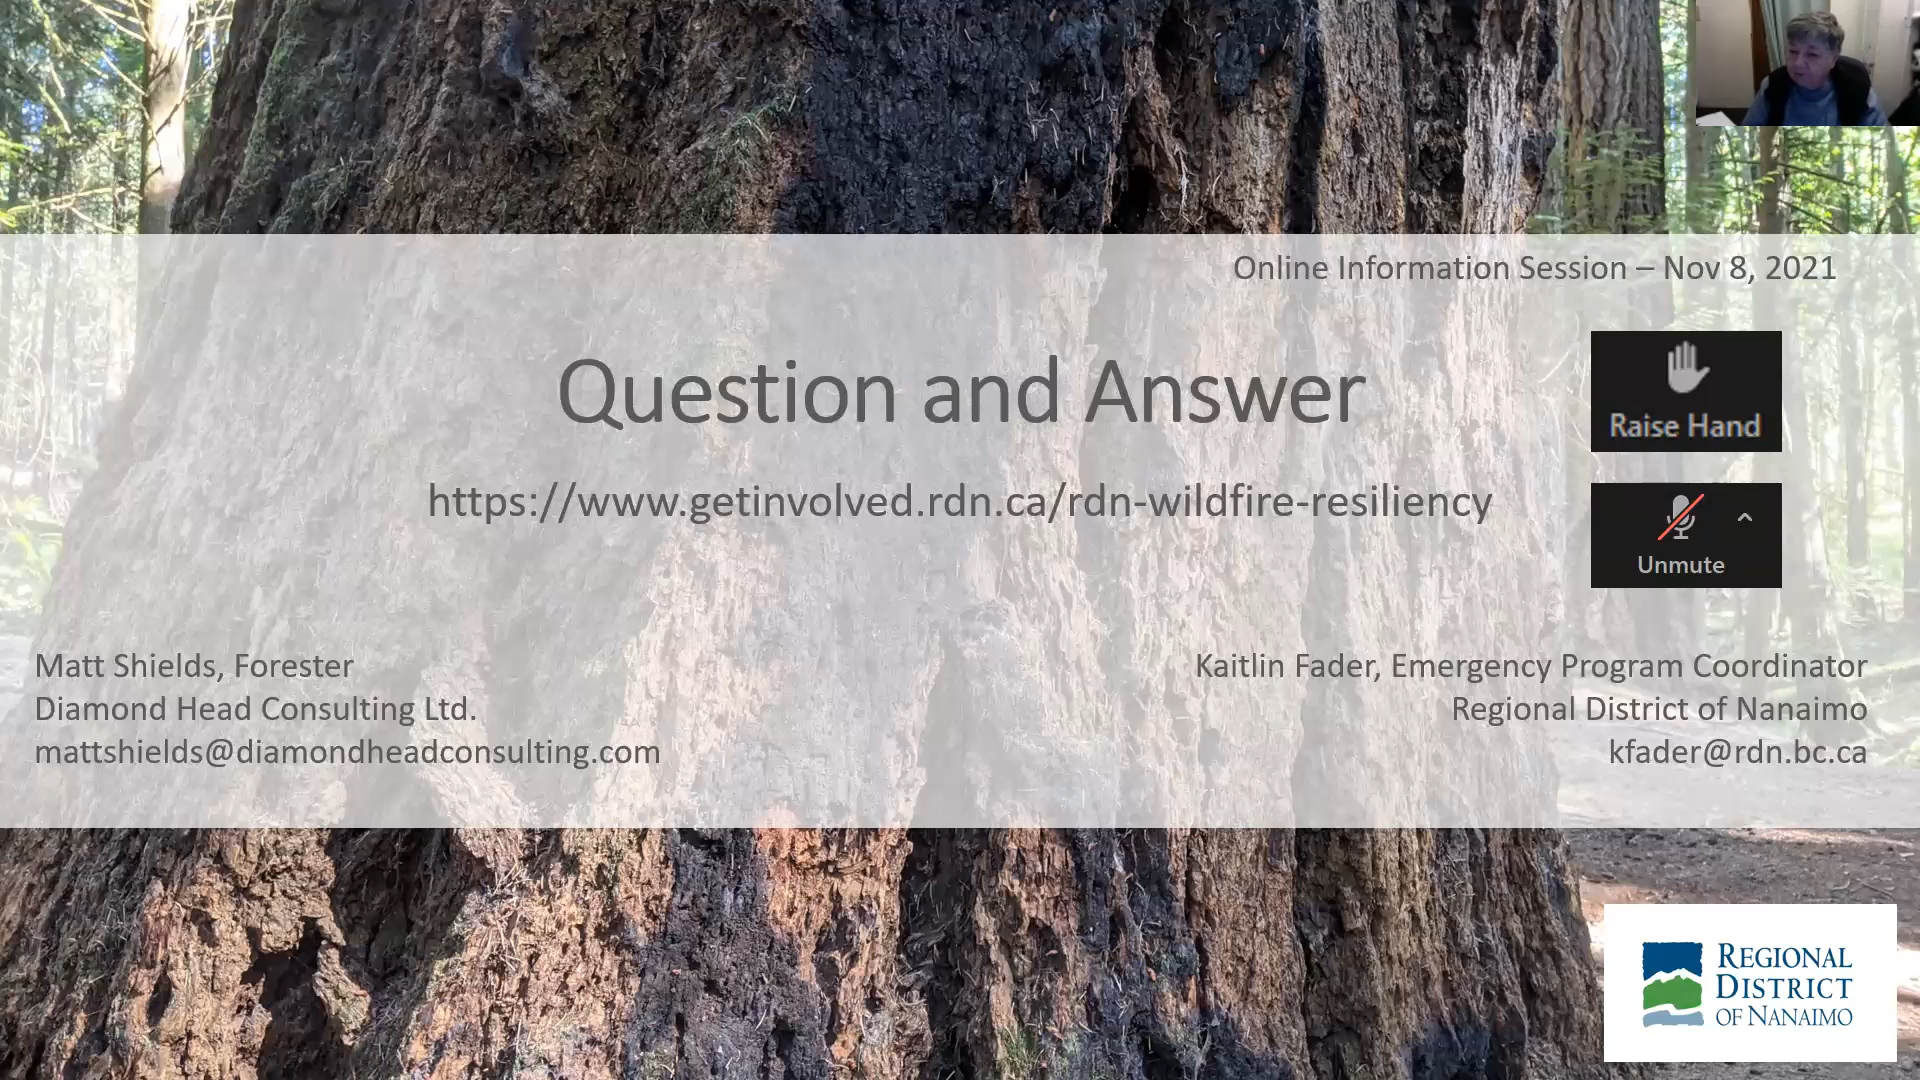 Online Information Session – Nov 8, 2021
Question and Answer
Raise Hand
https://www.getinvolved.rdn.ca/rdn-wildfire-resiliency
Unmute
Matt Shields, Forester
Diamond Head Consulting Ltd.
mattshields@diamondheadconsulting.com
Kaitlin Fader, Emergency Program Coordinator
Regional District of Nanaimo
kfader@rdn.bc.ca
REGIONAL
DISTRICT
OF NANAIMO